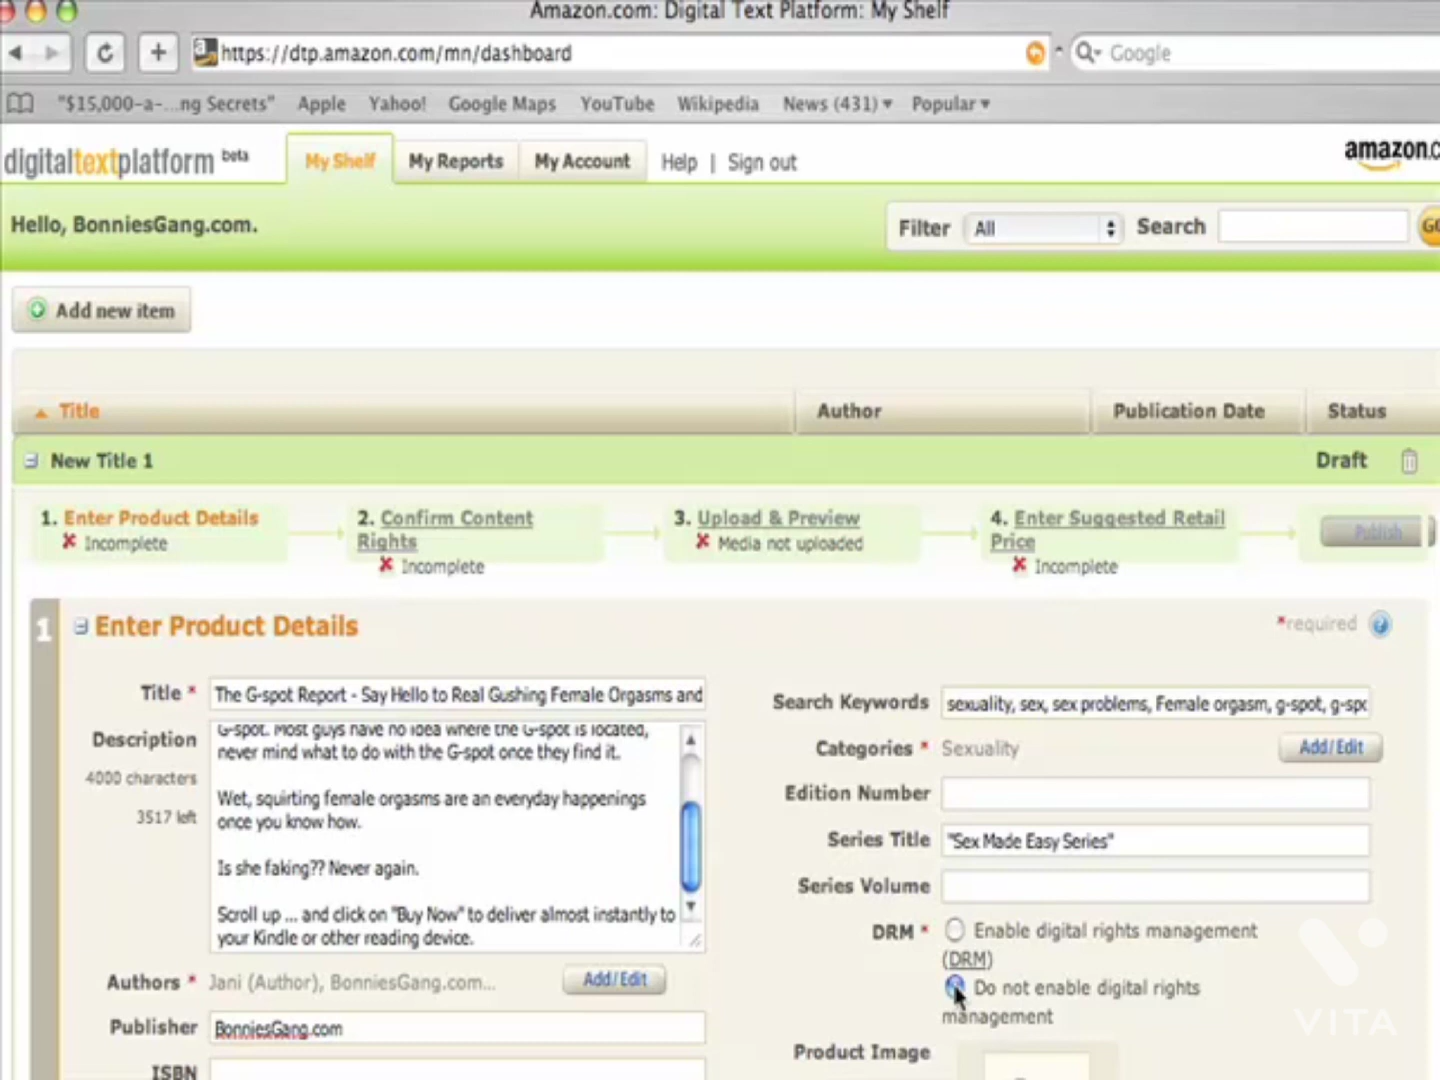 Amazon.com: Digital Text Platform: My Shelf
https://dtp.amazon.com/mn/dashboard
Google
"$15,000-a-...ng Secrets" Apple Yahoo! Google Maps YouTube Wikipedia News (431) Popular
digitaltextplatform beta My Shelf My Reports My Account Help | Sign out
amazon.c
Hello, BonniesGang.com. Filter All Search GO
Add new item
Title Author Publication Date Status
New Title 1 Draft
1. Enter Product Details
Incomplete
2. Confirm Content
Rights
Incomplete
3. Upload & Preview
Media not uploaded
4. Enter Suggested Retail
Price
Incomplete
Publish
1 Enter Product Details *required ?
Title * The G-spot Report - Say Hello to Real Gushing Female Orgasms and
Description
4000 characters
3517 left
G-spot. Most guys have no idea where the G-spot is located,
never mind what to do with the G-spot once they find it.
Wet, squirting female orgasms are an everyday happenings
once you know how.
Is she faking?? Never again.
Scroll up ... and click on "Buy Now" to deliver almost instantly to
your Kindle or other reading device.
Authors * Jani (Author), BonniesGang.com... Add/Edit
Publisher BonniesGang.com
ISBN
Search Keywords sexuality, sex, sex problems, Female orgasm, g-spot, g-spo
Categories * Sexuality Add/Edit
Edition Number
Series Title "Sex Made Easy Series"
Series Volume
DRM * Enable digital rights management
(DRM)
Do not enable digital rights
management
Product Image
VITA